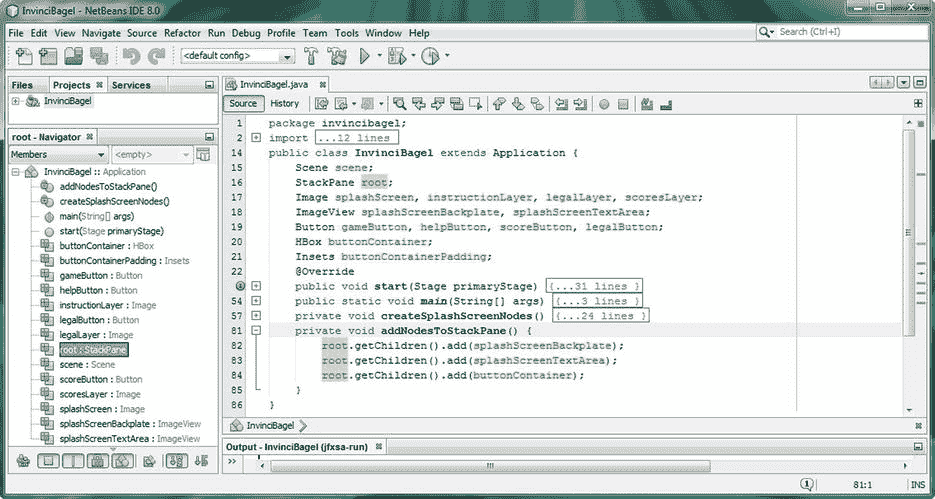 InvinciBagel - NetBeans IDE 8.0
File Edit View Navigate Source Refactor Run Debug Profile Team Tools Window Help
Search (Ctrl+I)
<default config>
Files Projects Services
InvinciBagel
root - Navigator
Members <empty>
InvinciBagel :: Application
addNodesToStackPane()
createSplashScreenNodes()
main(String[] args)
start(Stage primaryStage)
buttonContainer : HBox
buttonContainerPadding : Insets
gameButton : Button
helpButton : Button
instructionLayer : Image
legalButton : Button
legalLayer : Image
root : StackPane
scene : Scene
scoreButton : Button
scoresLayer : Image
splashScreen : Image
splashScreenBackplate : ImageView
splashScreenTextArea : ImageView
InvinciBagel.java
Source History
1 package invincibagel;
2 import ...12 lines
14 public class InvinciBagel extends Application {
15 Scene scene;
16 StackPane root;
17 Image splashScreen, instructionLayer, legalLayer, scoresLayer;
18 ImageView splashScreenBackplate, splashScreenTextArea;
19 Button gameButton, helpButton, scoreButton, legalButton;
20 HBox buttonContainer;
21 Insets buttonContainerPadding;
22 @Override
public void start(Stage primaryStage) {...31 lines }
54 public static void main(String[] args) {...3 lines }
57 private void createSplashScreenNodes() {...24 lines }
81 private void addNodesToStackPane() {
82 root.getChildren().add(splashScreenBackplate);
83 root.getChildren().add(splashScreenTextArea);
84 root.getChildren().add(buttonContainer);
85 }
86 }
InvinciBagel
Output - InvinciBagel (jfxsa-run)
81:1 INS